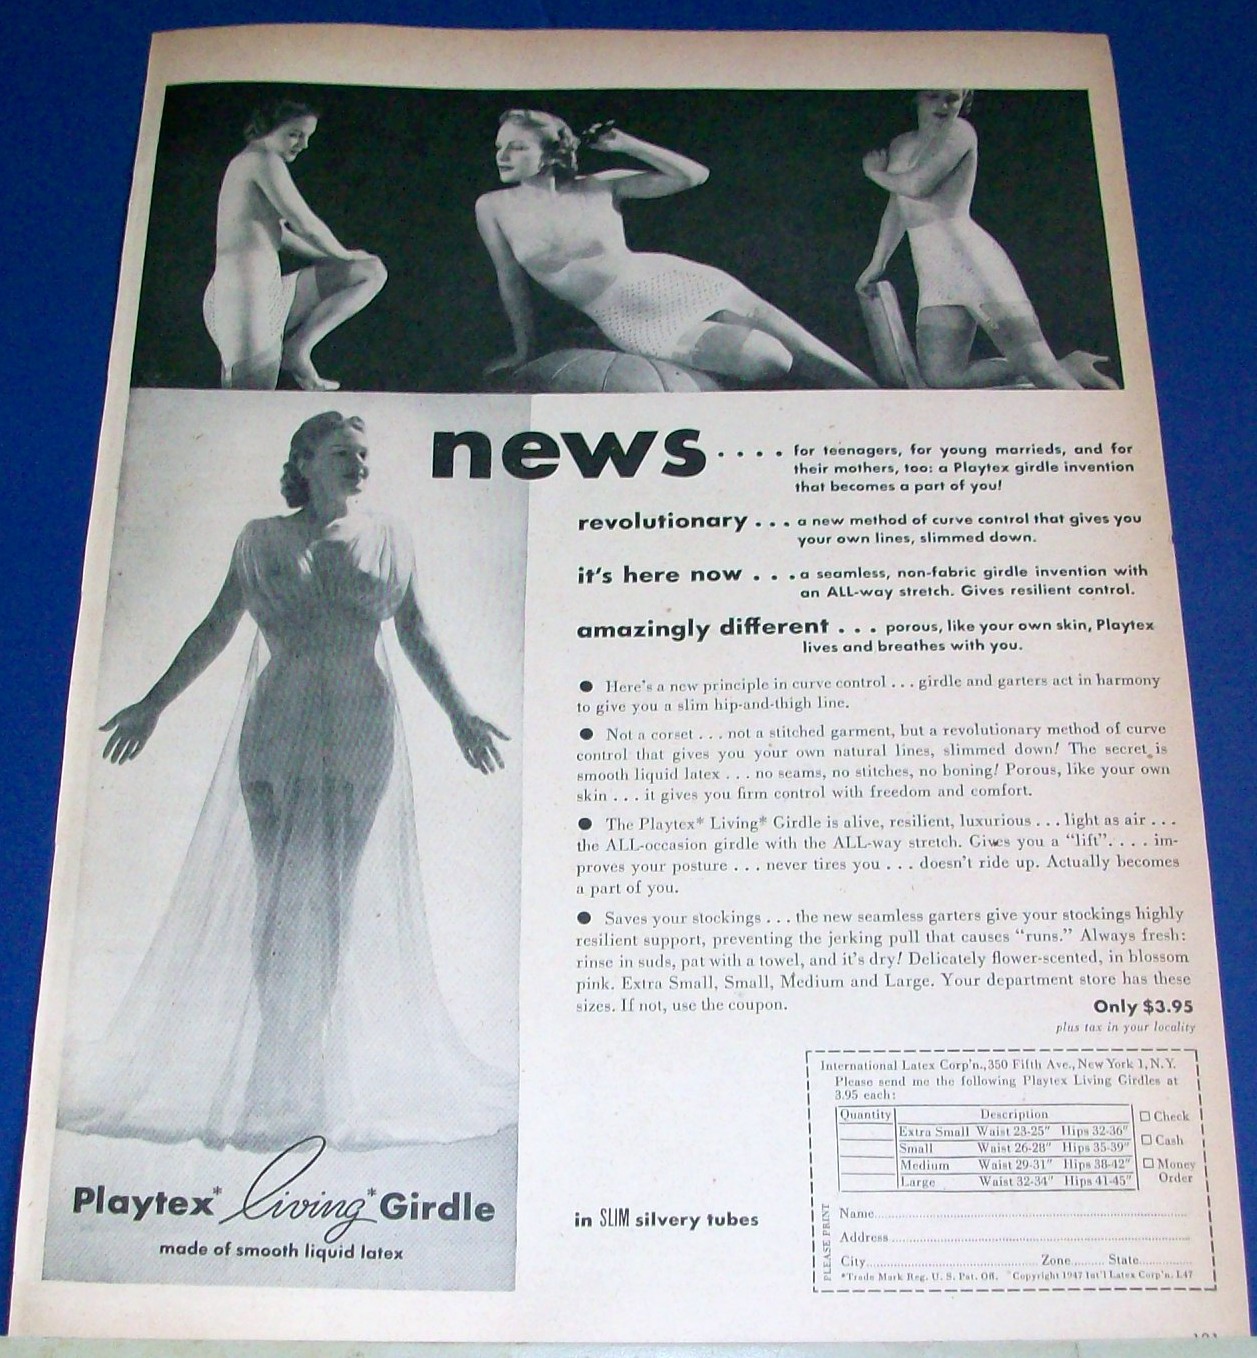 news . . . . for teenagers, for young marrieds, and for
their mothers, too: a Playtex girdle invention
that becomes a part of you!
revolutionary . . . a new method of curve control that gives you
your own lines, slimmed down.
it's here now . . . a seamless, non-fabric girdle invention with
an ALL-way stretch. Gives resilient control.
amazingly different . . . porous, like your own skin, Playtex
lives and breathes with you.
● Here's a new principle in curve control . . . girdle and garters act in harmony
to give you a slim hip-and-thigh line.
● Not a corset . . . not a stitched garment, but a revolutionary method of curve
control that gives you your own natural lines, slimmed down! The secret is
smooth liquid latex . . . no seams, no stitches, no boning! Porous, like your own
skin . . . it gives you firm control with freedom and comfort.
● The Playtex* Living* Girdle is alive, resilient, luxurious . . . light as air . . .
the ALL-occasion girdle with the ALL-way stretch. Gives you a "lift". . . . im-
proves your posture . . . never tires you . . . doesn't ride up. Actually becomes
a part of you.
● Saves your stockings . . . the new seamless garters give your stockings highly
resilient support, preventing the jerking pull that causes "runs." Always fresh:
rinse in suds, pat with a towel, and it's dry! Delicately flower-scented, in blossom
pink. Extra Small, Small, Medium and Large. Your department store has these
sizes. If not, use the coupon.
Only $3.95
plus tax in your locality
Playtex* living* Girdle
made of smooth liquid latex
in SLIM silvery tubes
International Latex Corp'n., 350 Fifth Ave., New York 1, N.Y.
Please send me the following Playtex Living Girdles at
3.95 each:
Quantity Description
Extra Small Waist 23-25" Hips 32-36"
Small Waist 26-28" Hips 35-39"
Medium Waist 29-31" Hips 38-42"
Large Waist 32-34" Hips 41-45"
Check
Cash
Money
Order
PLEASE PRINT
Name
Address
City Zone State
*Trade Mark Reg. U. S. Pat. Off. Copyright 1947 Int'l Latex Corp'n. L47